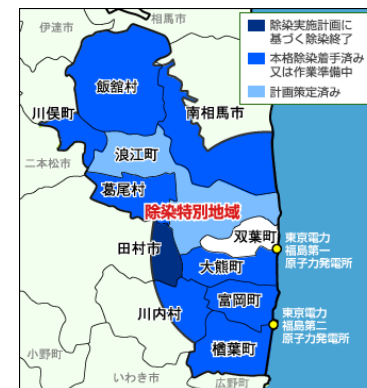 伊達市
相馬市
除染実施計画に
基づく除染終了
本格除染着手済み
又は作業準備中
計画策定済み
飯舘村
川俣町
南相馬市
二本松市
浪江町
葛尾村
除染特別地域
双葉町
田村市
東京電力
福島第一
原子力発電所
大熊町
富岡町
川内村
東京電力
福島第二
原子力発電所
楢葉町
小野町
いわき市
広野町